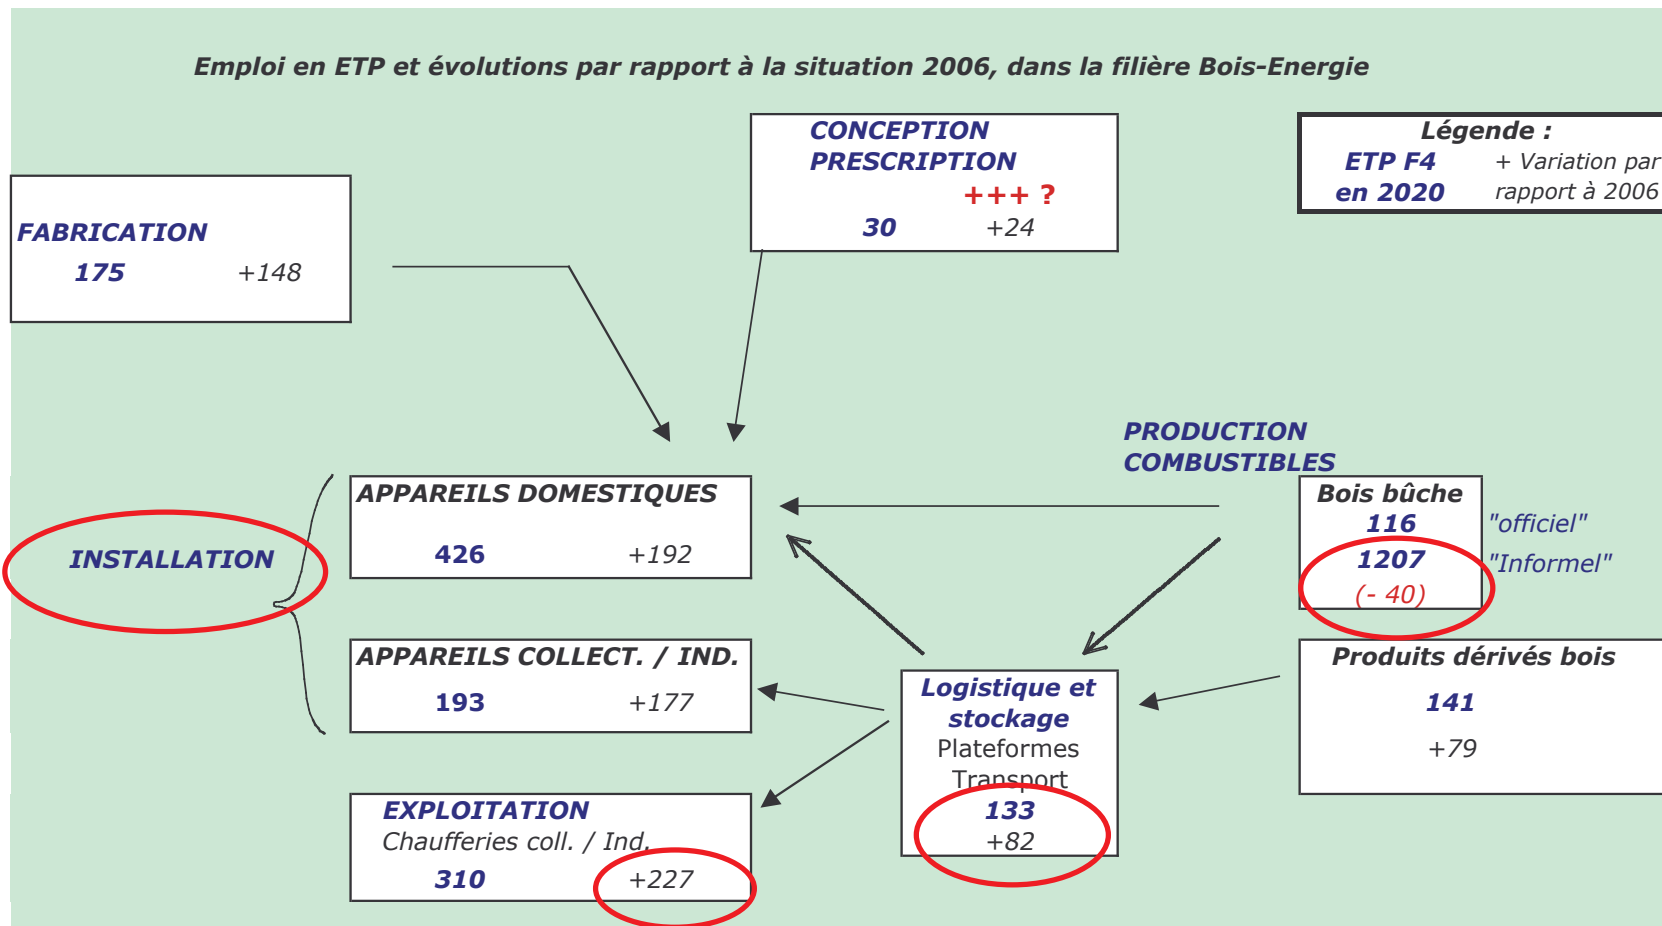 Emploi en ETP et évolutions par rapport à la situation 2006, dans la filière Bois-Energie
CONCEPTION
PRESCRIPTION
+++ ?
30 +24
Légende :
ETP F4 + Variation par
en 2020 rapport à 2006
FABRICATION
175 +148
PRODUCTION
COMBUSTIBLES
APPAREILS DOMESTIQUES
426 +192
INSTALLATION
Bois bûche
116 "officiel"
1207 "Informel"
(- 40)
APPAREILS COLLECT. / IND.
193 +177
Logistique et
stockage
Plateformes
Transport
133
+82
Produits dérivés bois
141
+79
EXPLOITATION
Chaufferies coll. / Ind.
310 +227